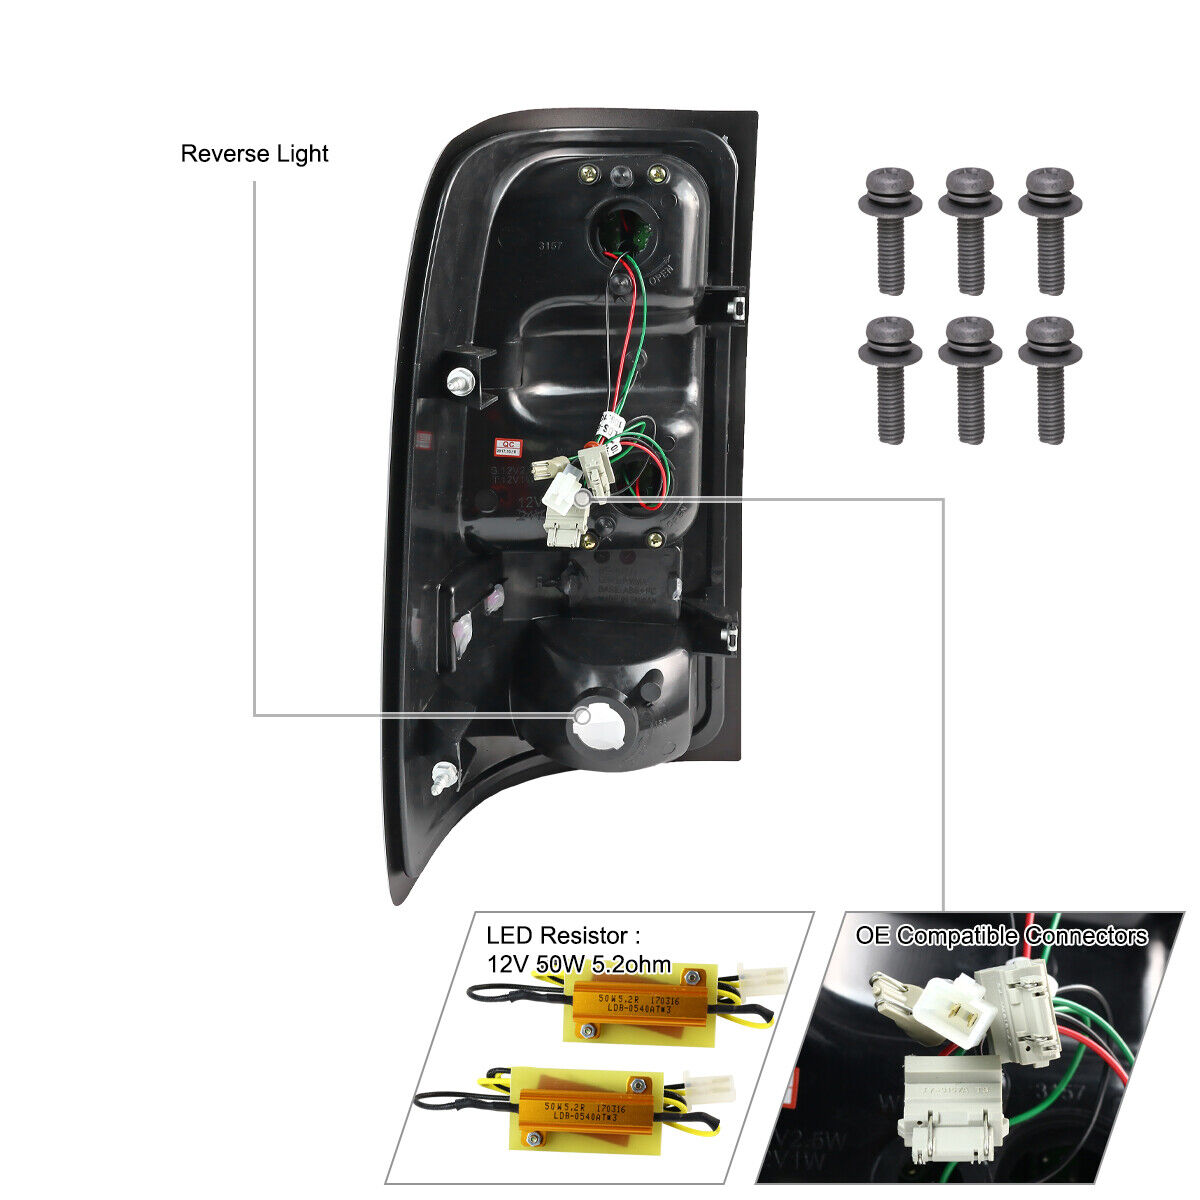 Reverse Light
3157
OPEN
QC
LED Resistor :
12V 50W 5.2ohm
50W5.2R 170316
LDB-0540AT#3
50W5.2R 170316
LDB-0540AT#3
OE Compatible Connectors
3157